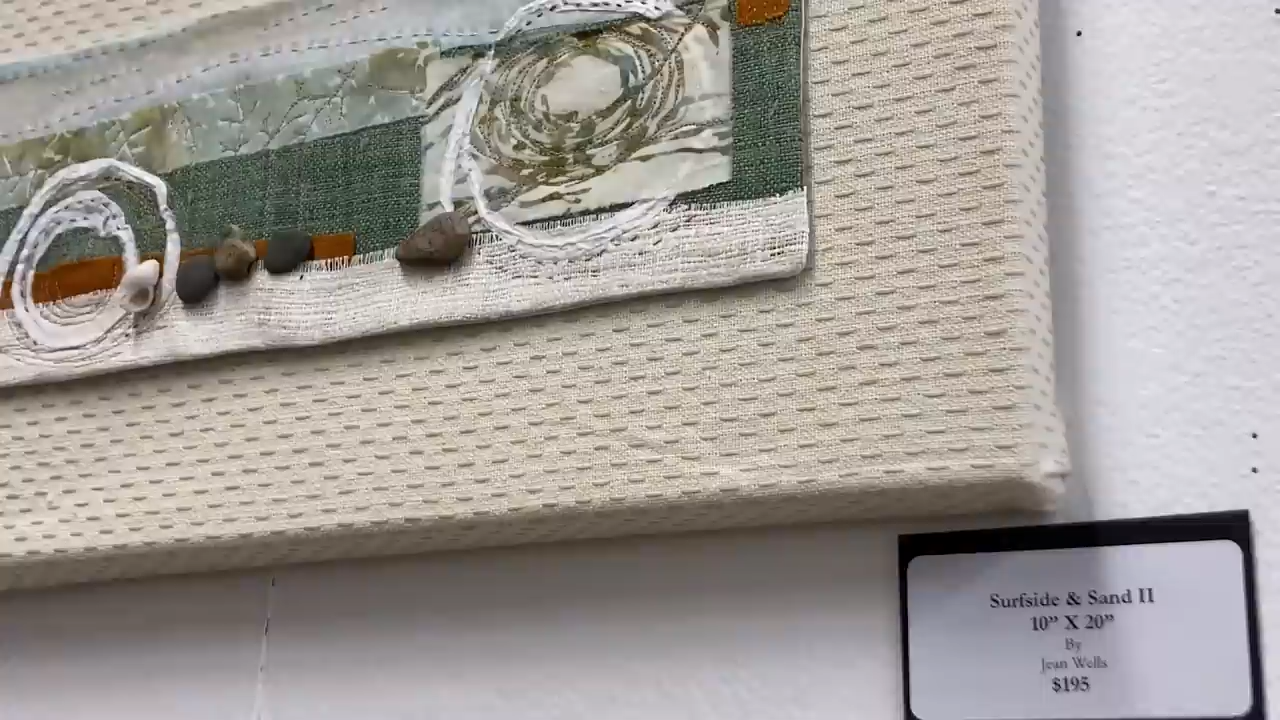 Surfside & Sand II
10” X 20”
By
Jean Wells
$195